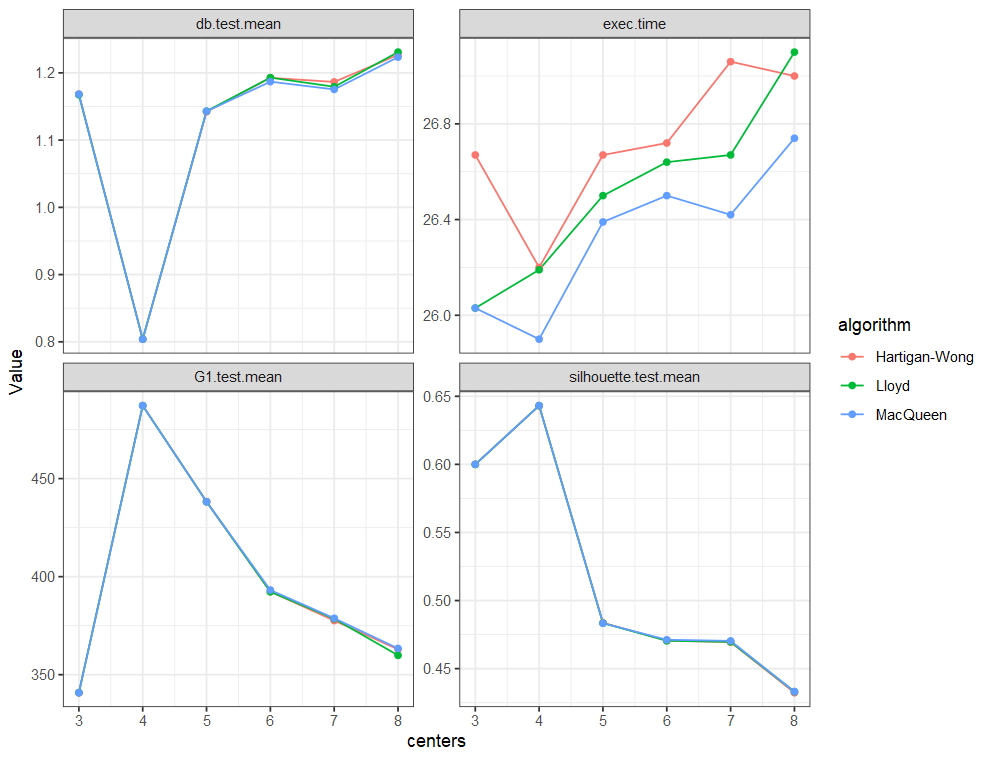 db.test.mean
exec.time
1.2
1.1
1.0
0.9
0.8
26.8
26.4
26.0
G1.test.mean
silhouette.test.mean
450
400
350
0.65
0.60
0.55
0.50
0.45
3 4 5 6 7 8
3 4 5 6 7 8
Value
centers
algorithm
Hartigan-Wong
Lloyd
MacQueen